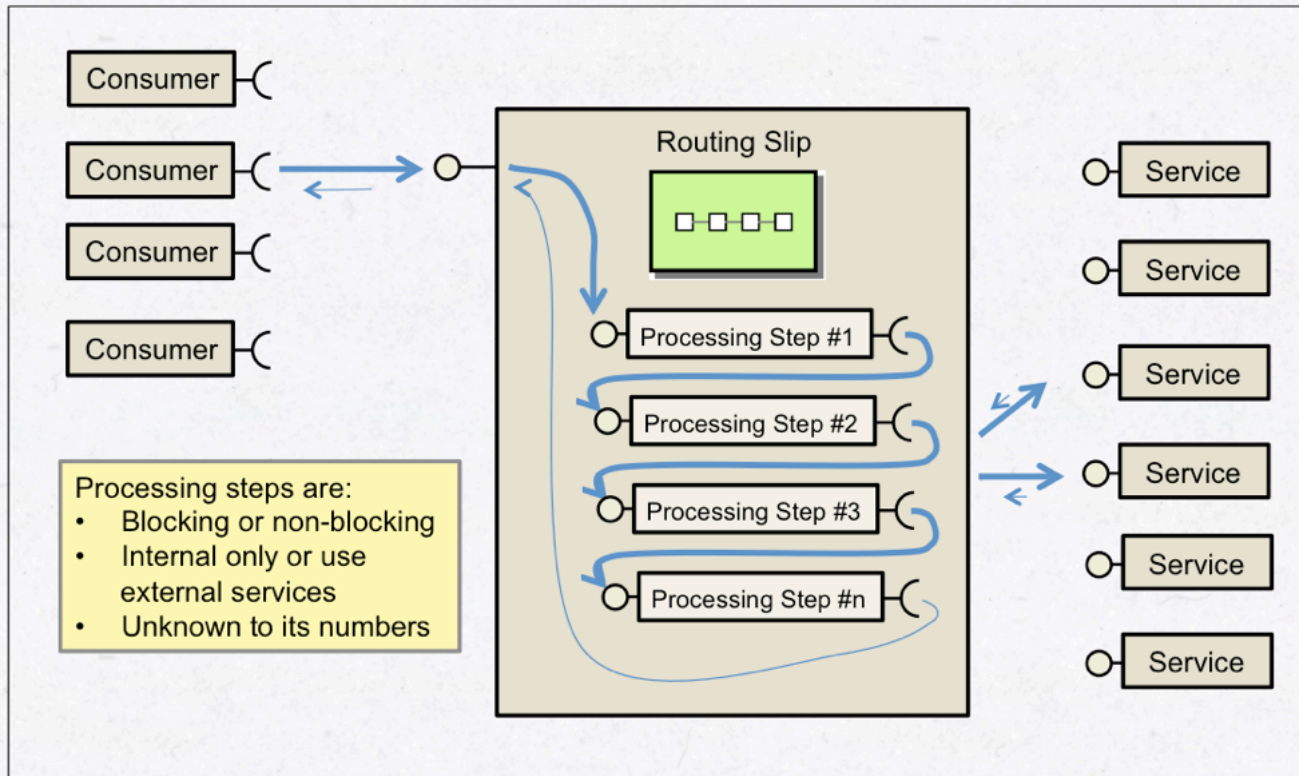 Consumer
Consumer
Consumer
Consumer
Routing Slip
Processing Step #1
Processing Step #2
Processing Step #3
Processing Step #n
Service
Service
Service
Service
Service
Service
Processing steps are:
• Blocking or non-blocking
• Internal only or use
external services
• Unknown to its numbers